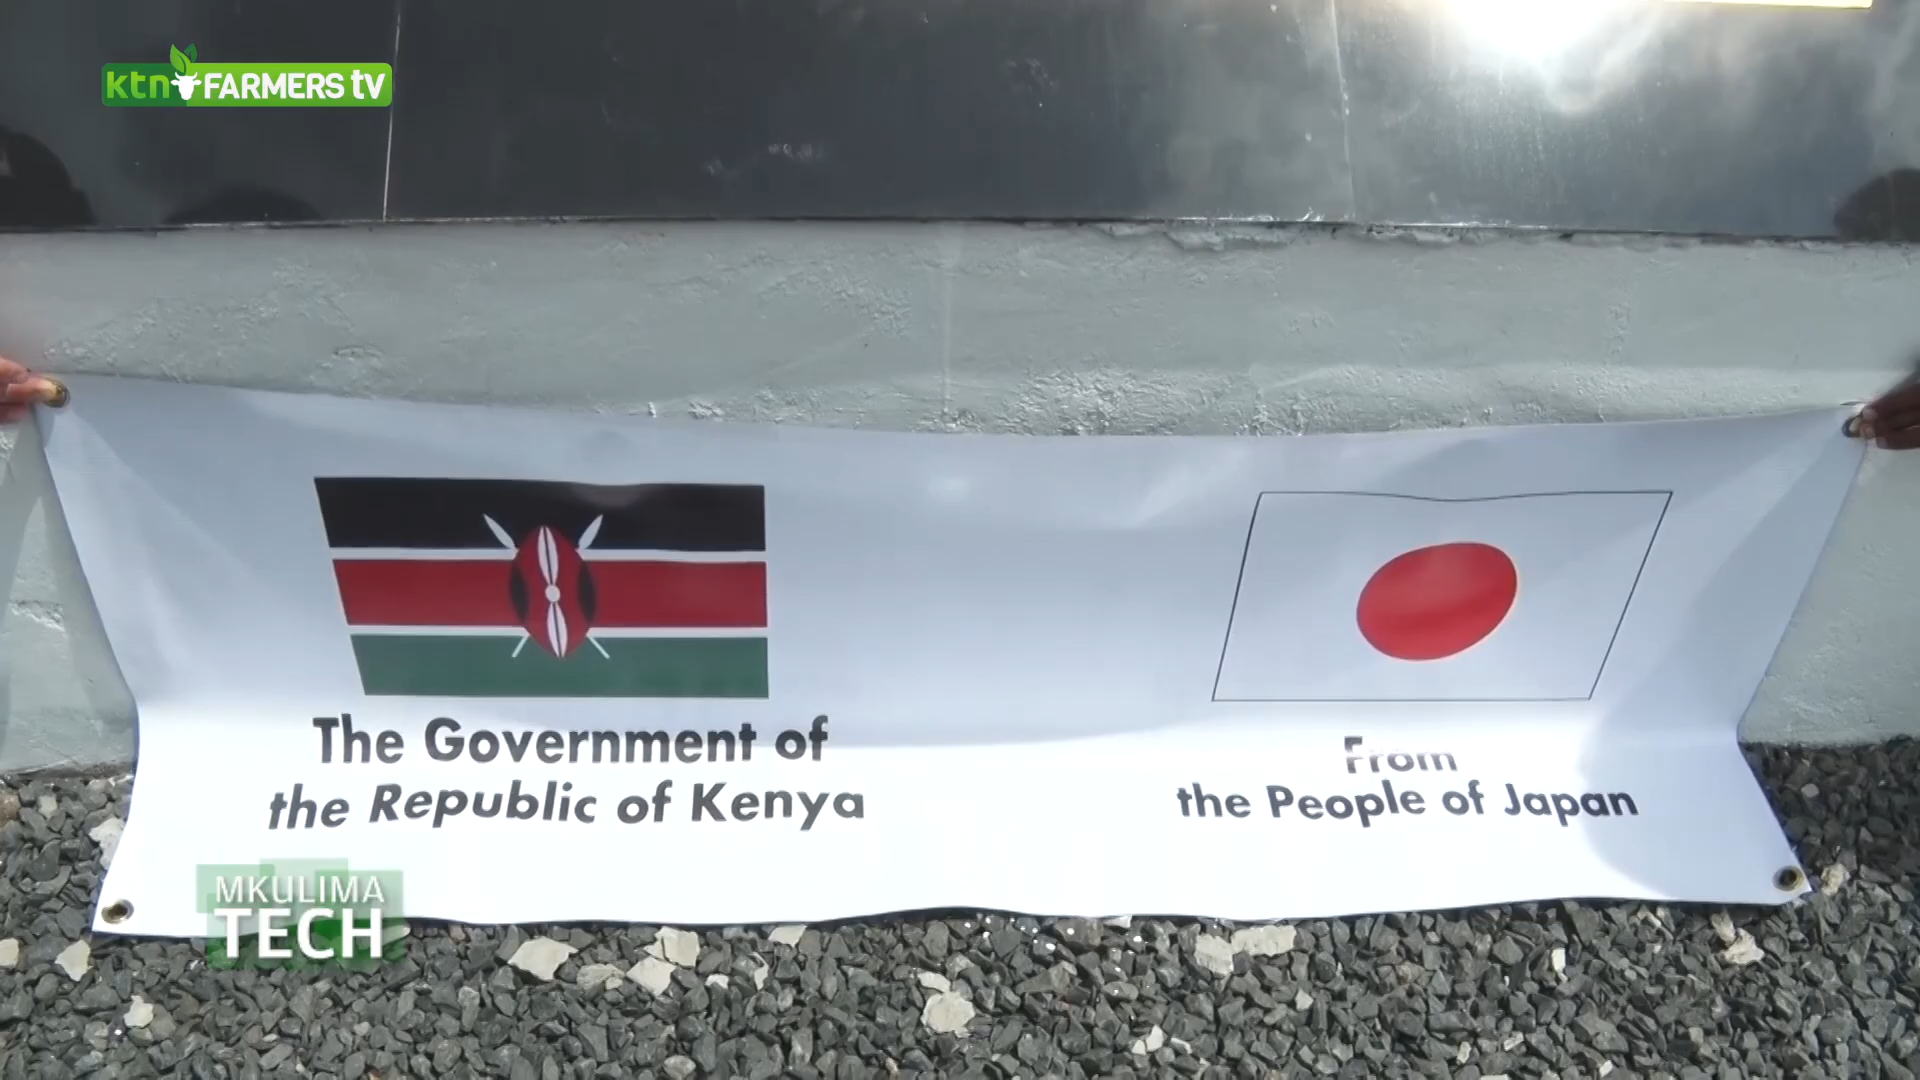 ktn FARMERS TV
The Government of
the Republic of Kenya
From
the People of Japan
MKULIMA
TECH